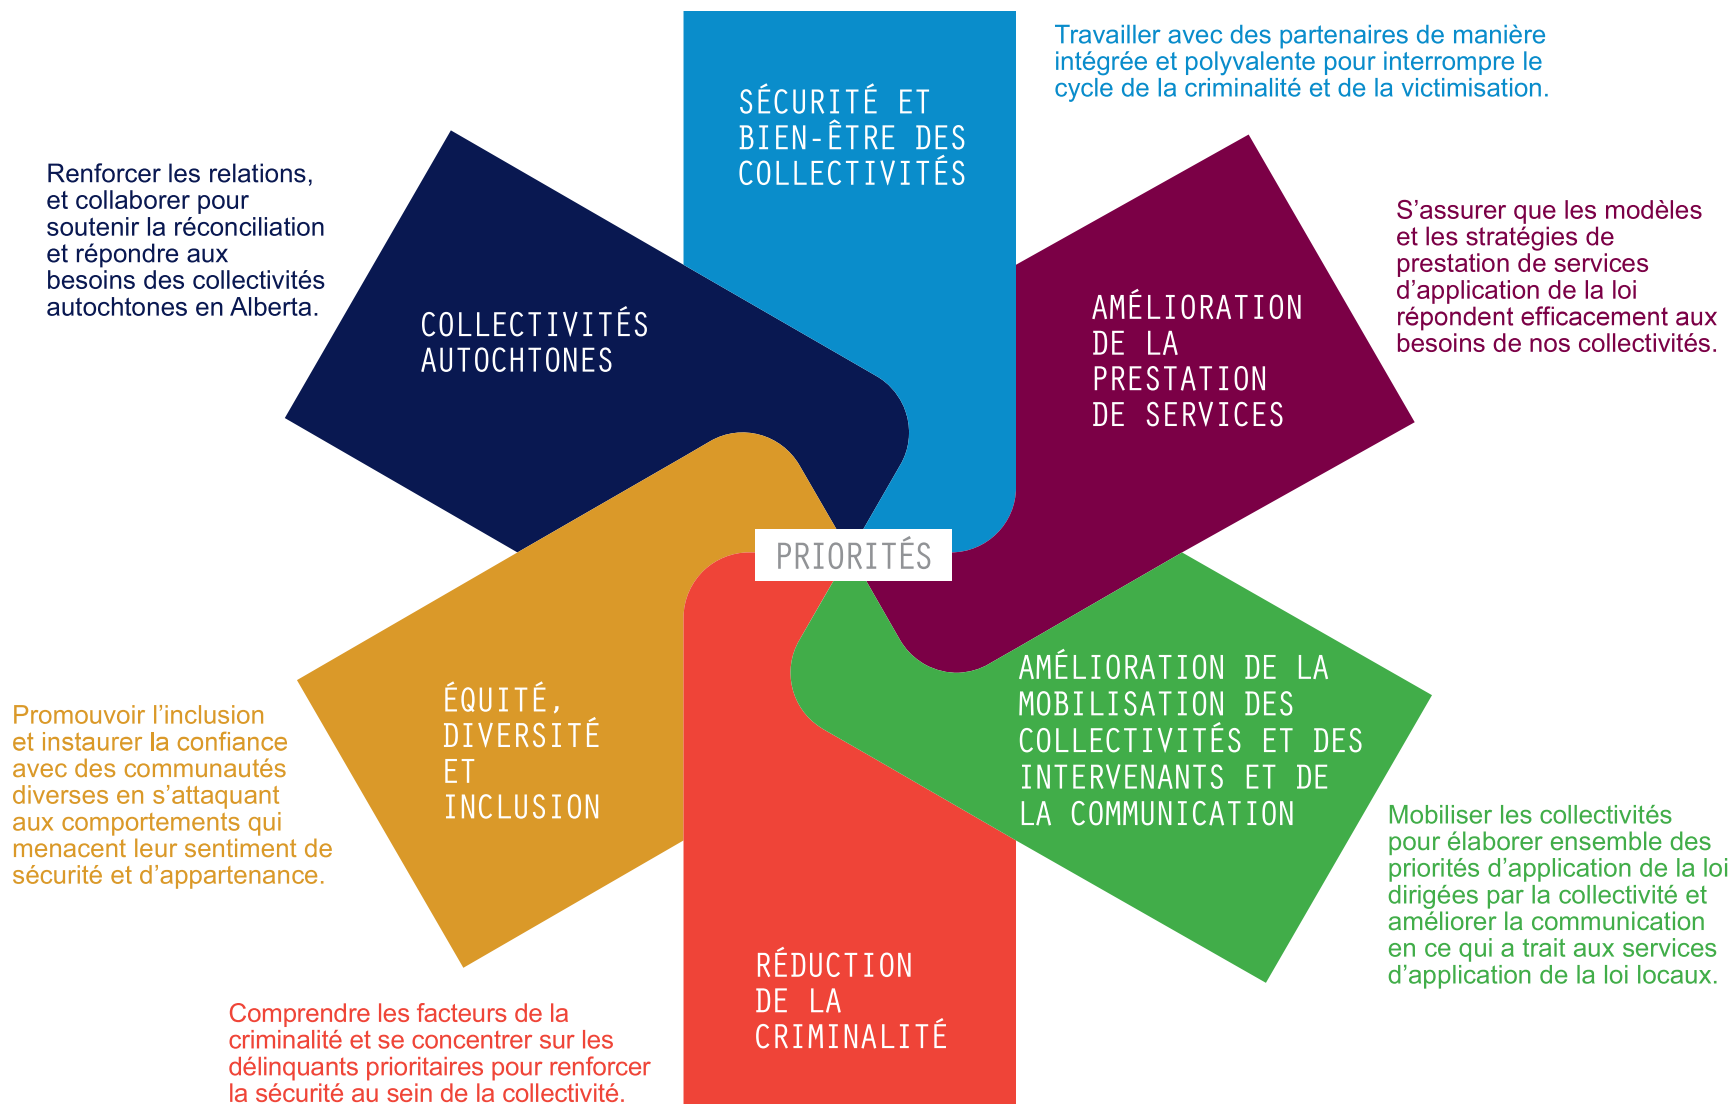 SÉCURITÉ ET
BIEN-ÊTRE DES
COLLECTIVITÉS
Travailler avec des partenaires de manière
intégrée et polyvalente pour interrompre le
cycle de la criminalité et de la victimisation.
AMÉLIORATION
DE LA
PRESTATION
DE SERVICES
S’assurer que les modèles
et les stratégies de
prestation de services
d’application de la loi
répondent efficacement aux
besoins de nos collectivités.
AMÉLIORATION DE LA
MOBILISATION DES
COLLECTIVITÉS ET DES
INTERVENANTS ET DE
LA COMMUNICATION
Mobiliser les collectivités
pour élaborer ensemble des
priorités d’application de la loi
dirigées par la collectivité et
améliorer la communication
en ce qui a trait aux services
d’application de la loi locaux.
RÉDUCTION
DE LA
CRIMINALITÉ
Comprendre les facteurs de la
criminalité et se concentrer sur les
délinquants prioritaires pour renforcer
la sécurité au sein de la collectivité.
ÉQUITÉ,
DIVERSITÉ
ET
INCLUSION
Promouvoir l’inclusion
et instaurer la confiance
avec des communautés
diverses en s’attaquant
aux comportements qui
menacent leur sentiment de
sécurité et d’appartenance.
COLLECTIVITÉS
AUTOCHTONES
Renforcer les relations,
et collaborer pour
soutenir la réconciliation
et répondre aux
besoins des collectivités
autochtones en Alberta.
PRIORITÉS